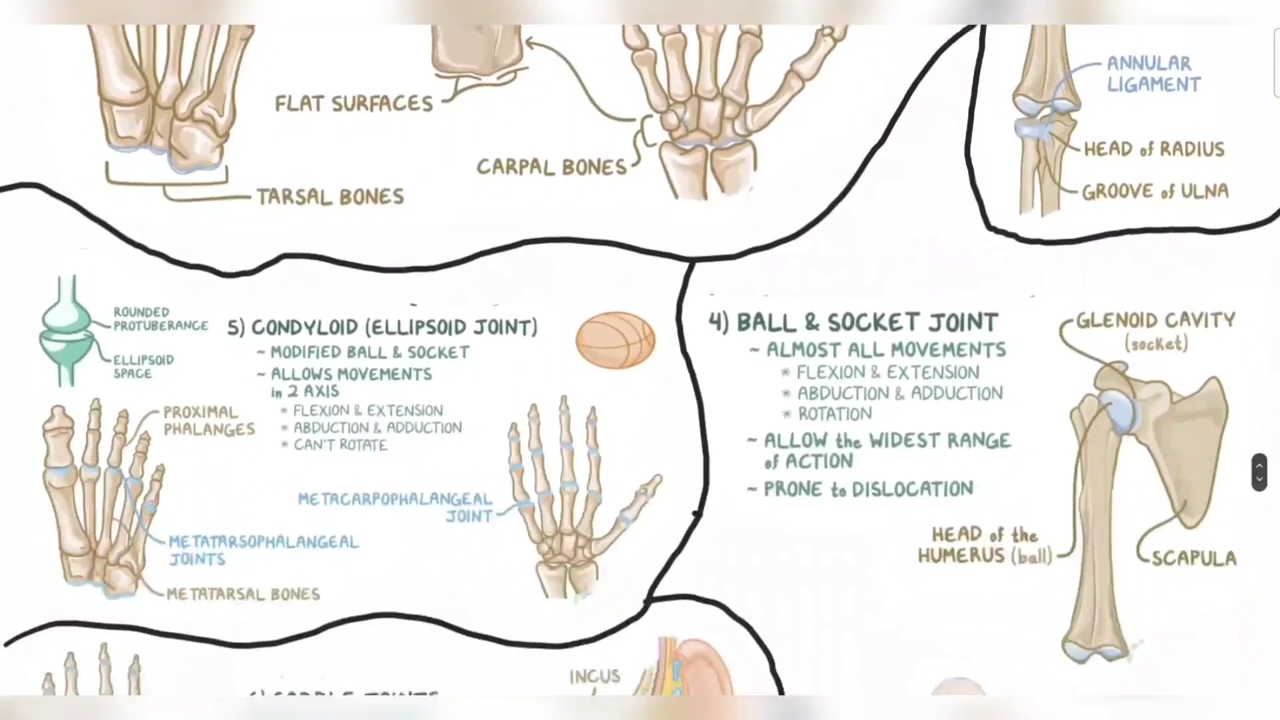 FLAT SURFACES
CARPAL BONES
TARSAL BONES
ANNULAR
LIGAMENT
HEAD of RADIUS
GROOVE of ULNA
ROUNDED
PROTUBERANCE
ELLIPSOID
SPACE
5) CONDYLOID (ELLIPSOID JOINT)
~ MODIFIED BALL & SOCKET
~ ALLOWS MOVEMENTS
in 2 AXIS
* FLEXION & EXTENSION
* ABDUCTION & ADDUCTION
* CAN'T ROTATE
PROXIMAL
PHALANGES
METACARPOPHALANGEAL
JOINT
METATARSOPHALANGEAL
JOINTS
METATARSAL BONES
4) BALL & SOCKET JOINT
~ ALMOST ALL MOVEMENTS
* FLEXION & EXTENSION
* ABDUCTION & ADDUCTION
* ROTATION
~ ALLOW the WIDEST RANGE
of ACTION
~ PRONE to DISLOCATION
GLENOID CAVITY
(socket)
HEAD of the
HUMERUS (ball)
SCAPULA
6) SADDLE JOINTS
INCUS